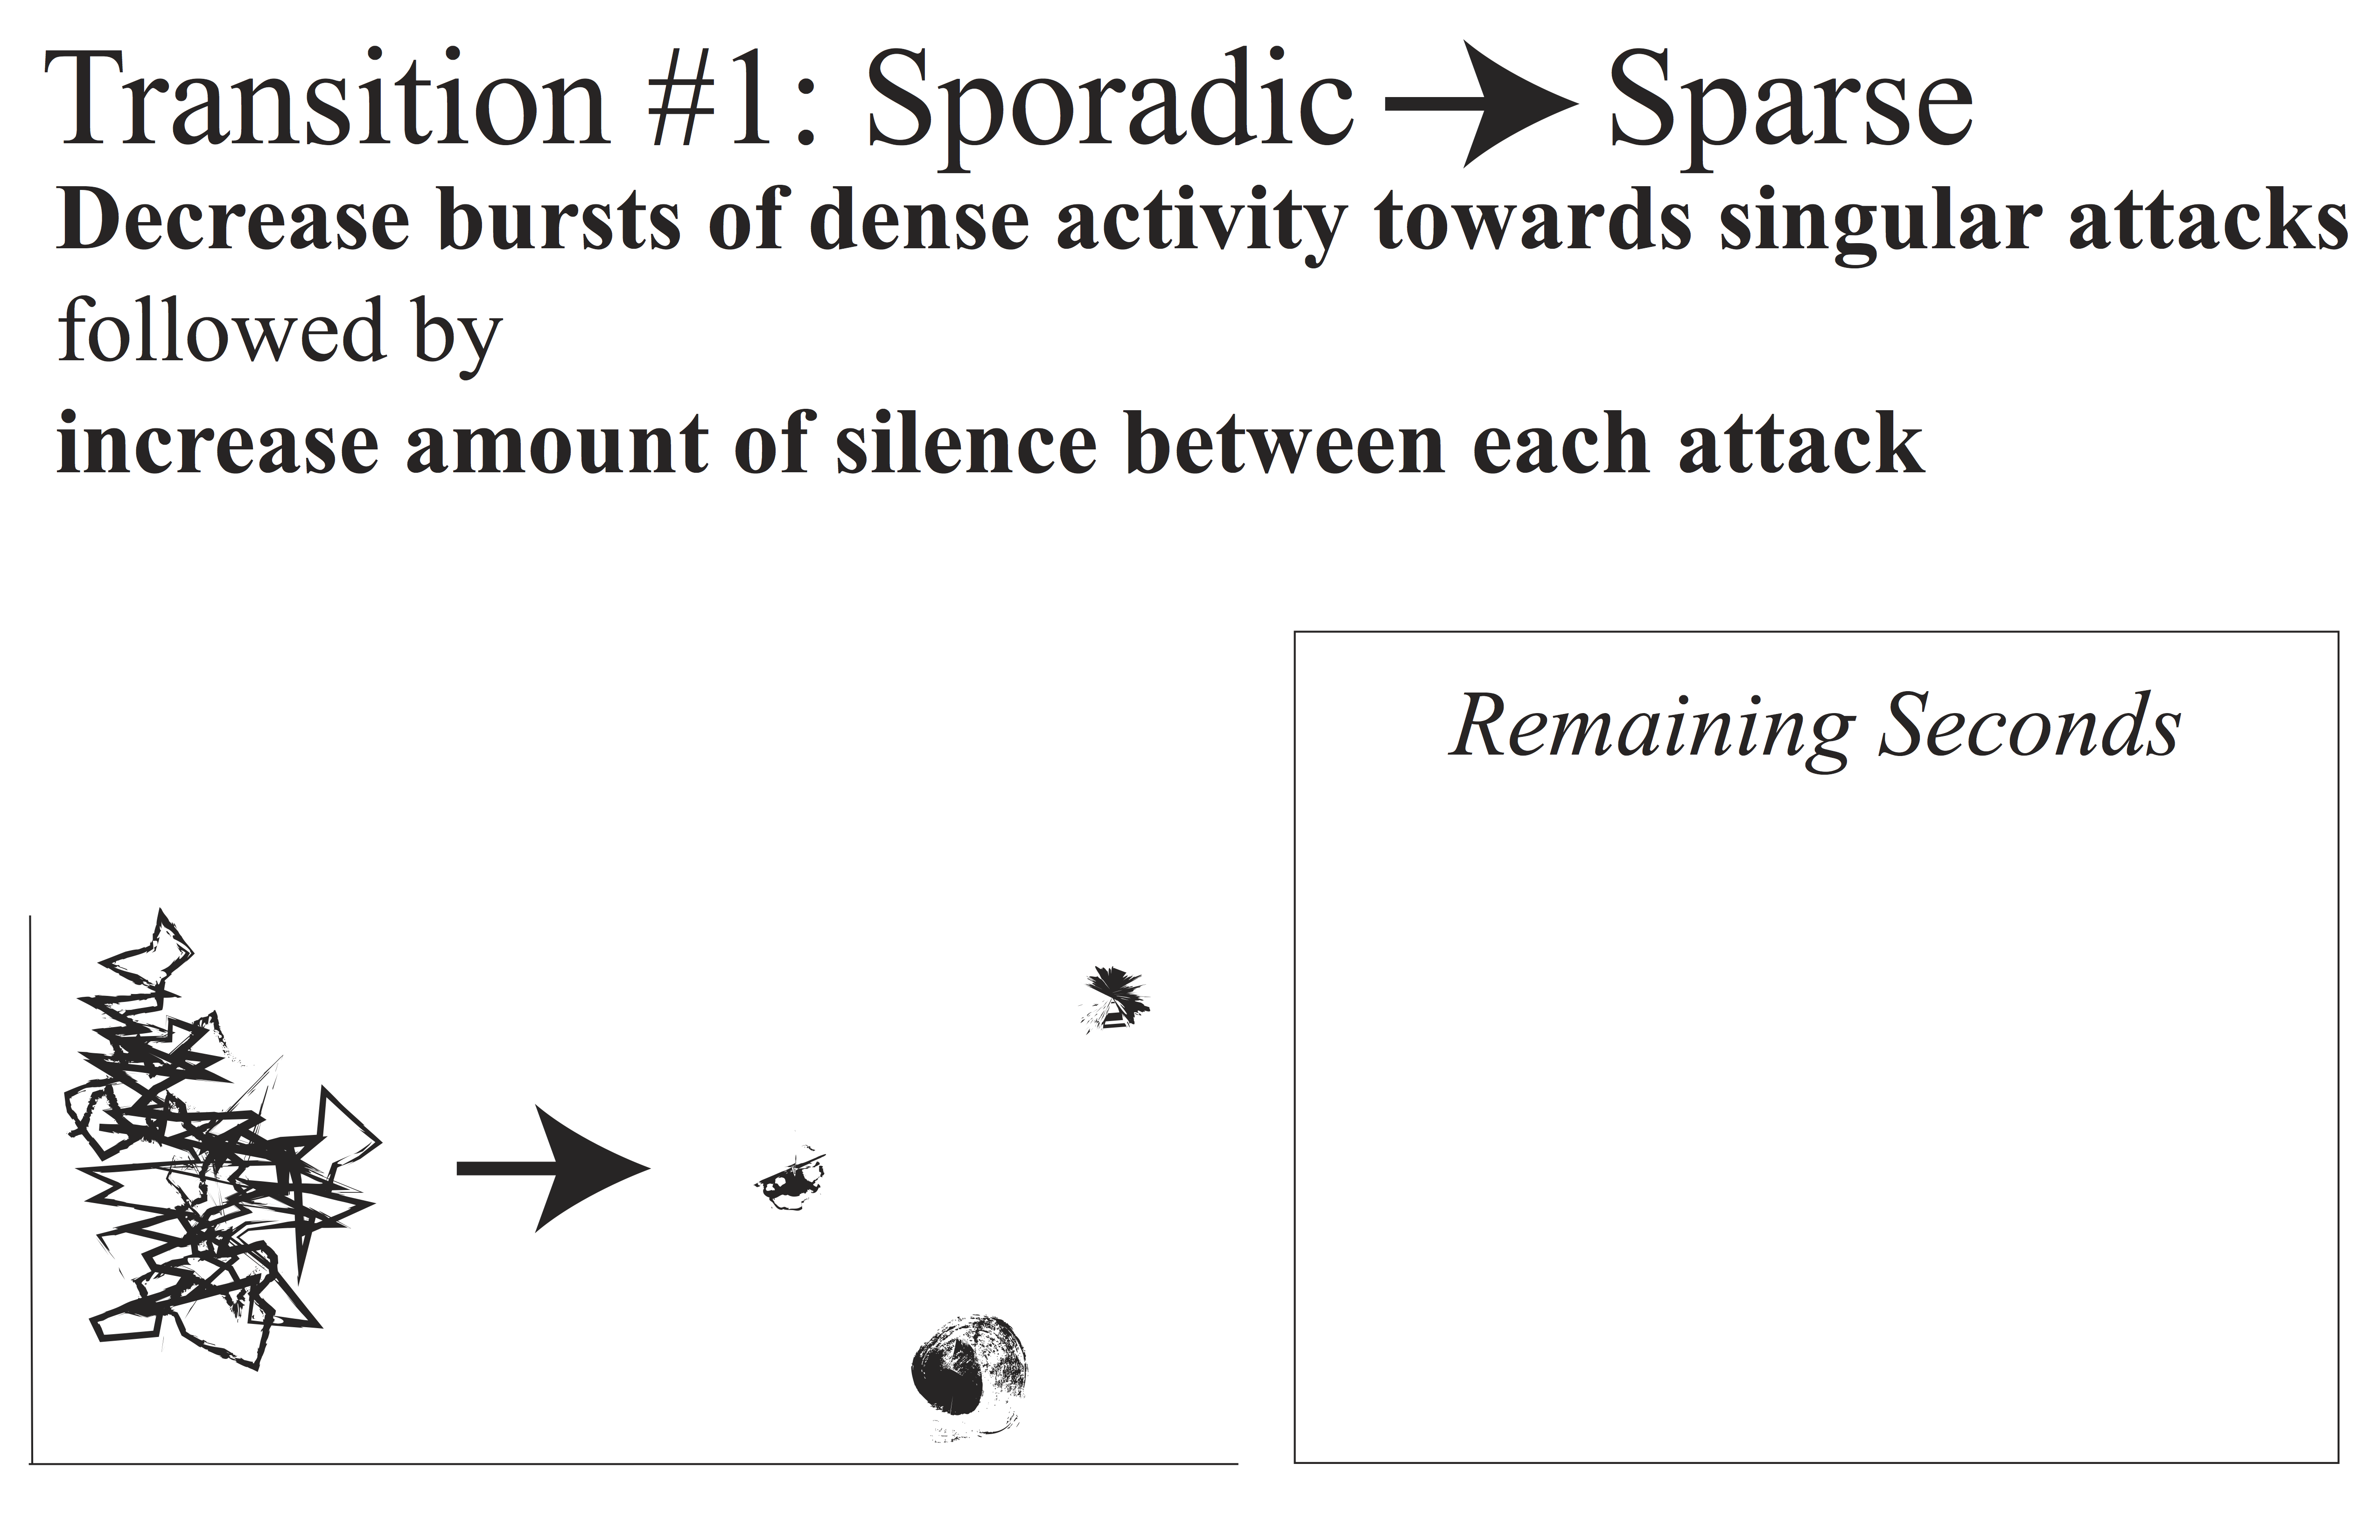 Transition #1: Sporadic → Sparse
Decrease bursts of dense activity towards singular attacks
followed by
increase amount of silence between each attack
Remaining Seconds